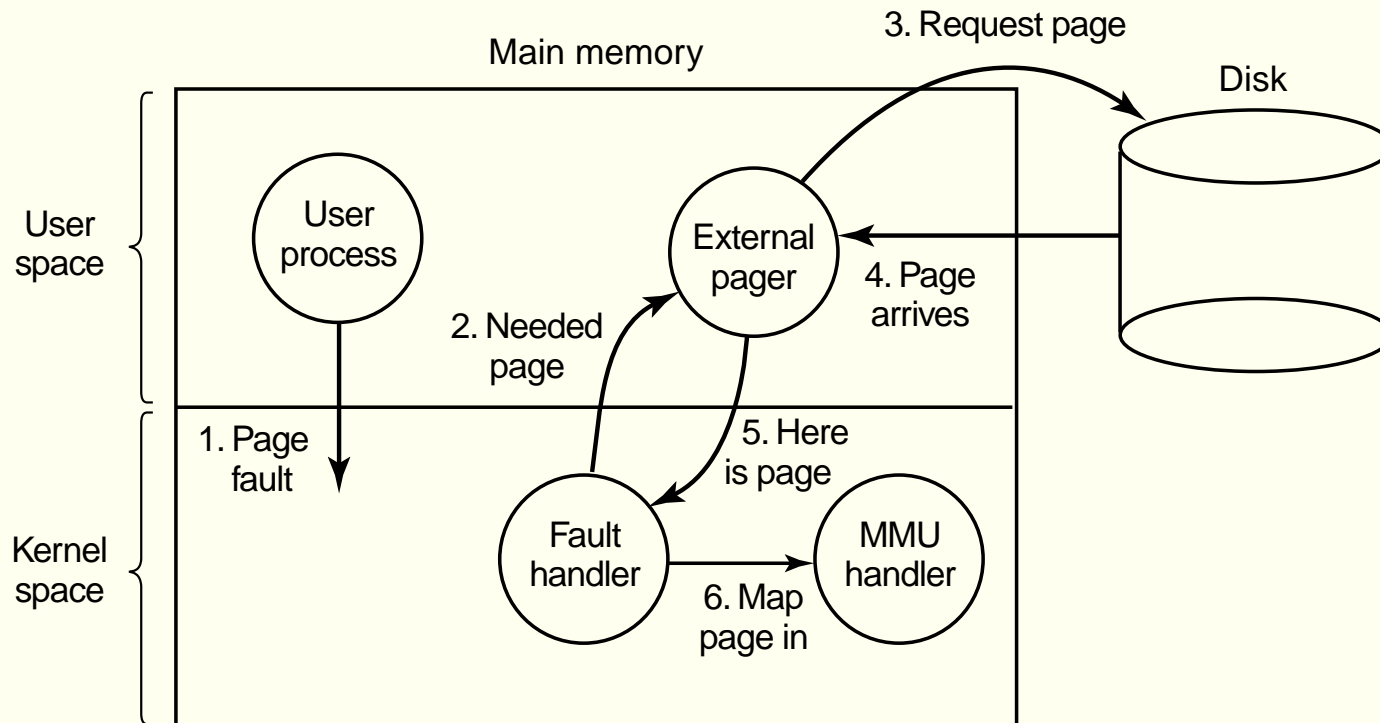 3. Request page
Main memory
Disk
User
space
User
process
External
pager
4. Page
arrives
2. Needed
page
1. Page
fault
5. Here
is page
Kernel
space
Fault
handler
MMU
handler
6. Map
page in